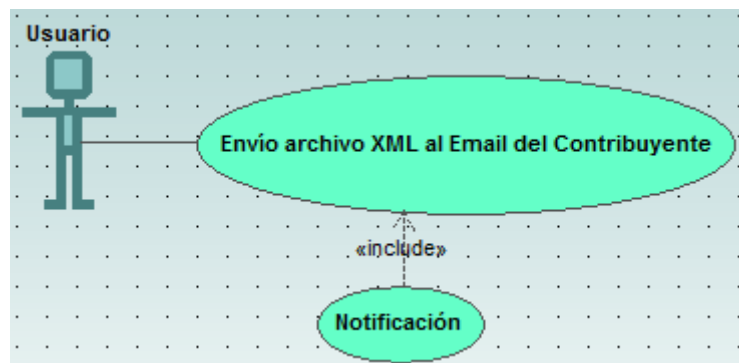 Usuario
Envío archivo XML al Email del Contribuyente
«include»
Notificación